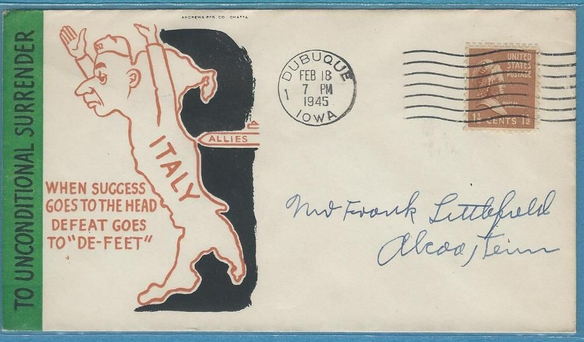 ANDREWS PTG. CO. CHATTA.
TO UNCONDITIONAL SURRENDER
ITALY
ALLIES
WHEN SUCCESS
GOES TO THE HEAD
DEFEAT GOES
TO "DE-FEET"
DUBUQUE
FEB 18
7 PM
1945
1
IOWA
UNITED
STATES
POSTAGE
1½ CENTS 1½
Frank Littlefield
Alcoa, Tenn